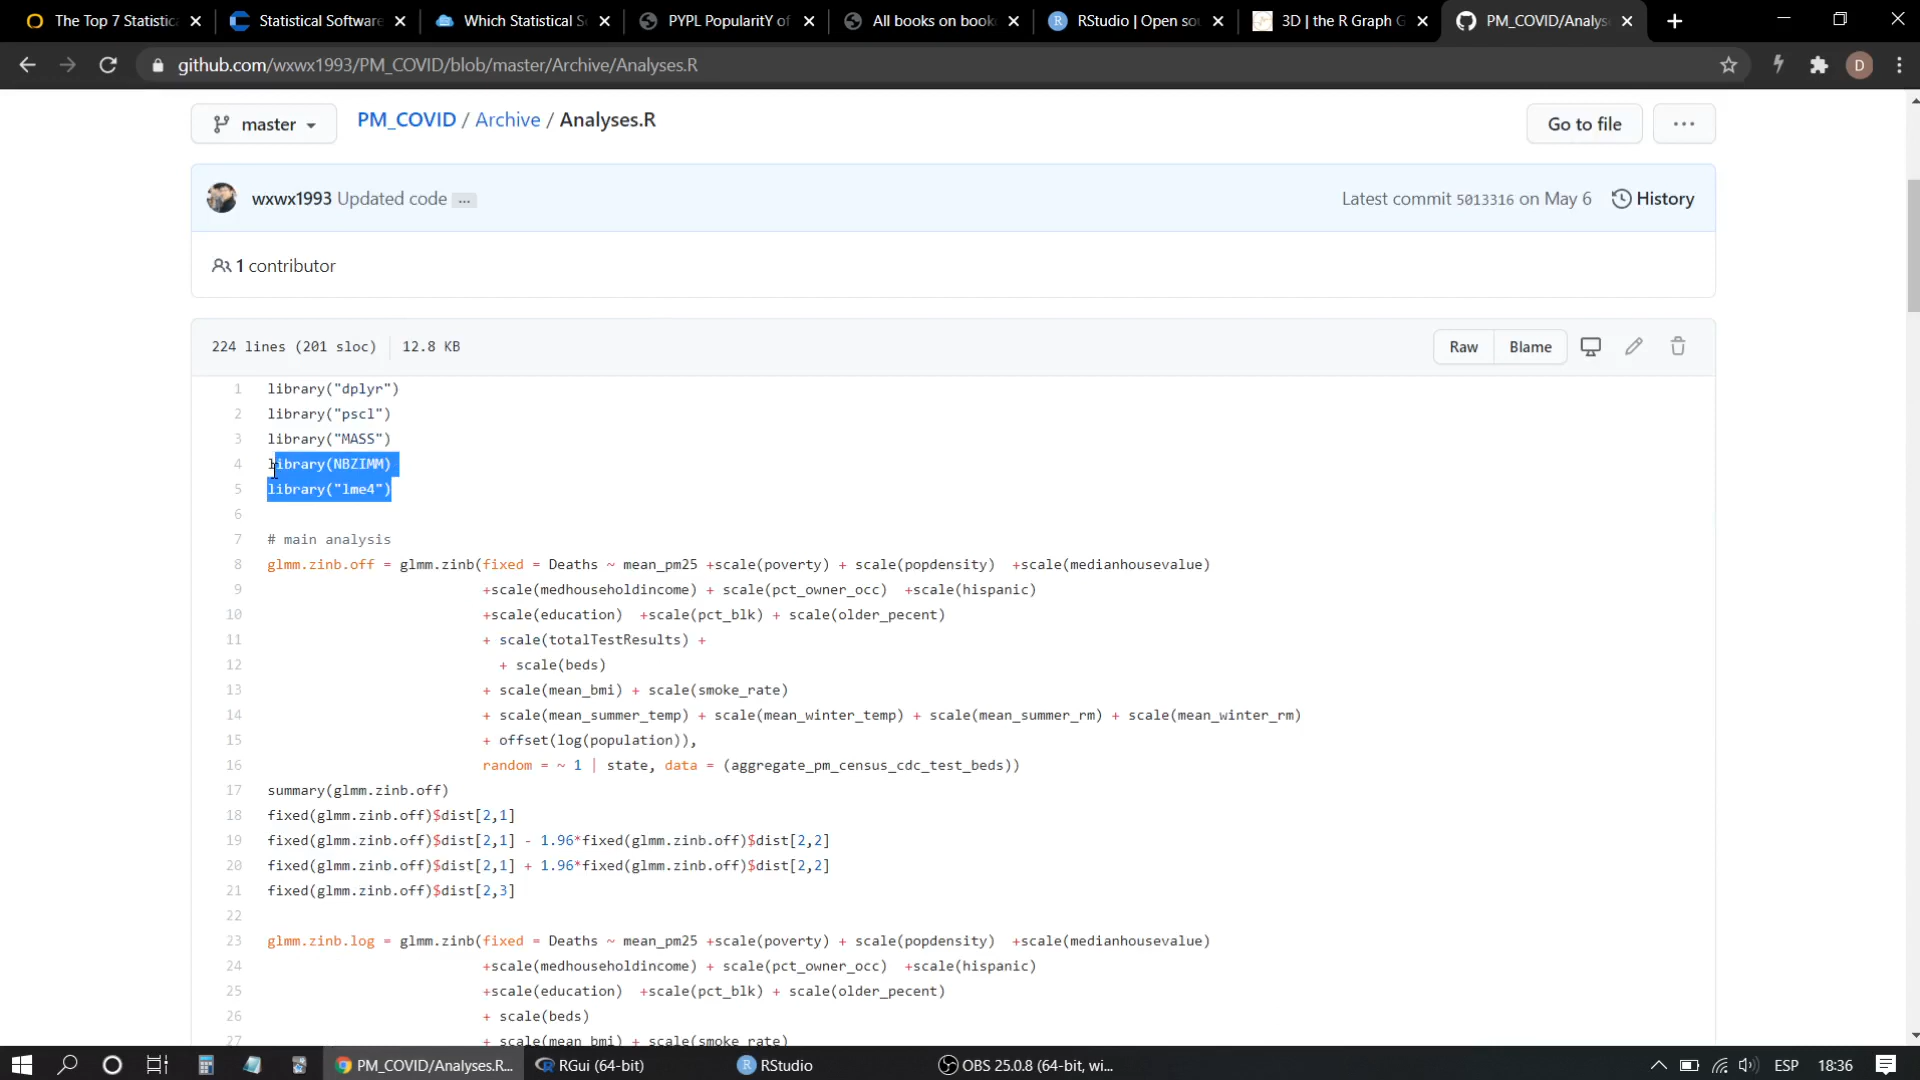 The Top 7 Statistic
Statistical Software
Which Statistical S
PYPL PopularitY of
All books on book
RStudio | Open sou
3D | the R Graph G
PM_COVID/Analys
github.com/wxwx1993/PM_COVID/blob/master/Archive/Analyses.R
D
master
PM_COVID / Archive / Analyses.R
Go to file
...
wxwx1993 Updated code ...
Latest commit 5013316 on May 6
History
1 contributor
224 lines (201 sloc)
12.8 KB
Raw
Blame
1 library("dplyr")
2 library("pscl")
3 library("MASS")
4 library(NBZIMM)
5 library("lme4")
6
7 # main analysis
8 glmm.zinb.off = glmm.zinb(fixed = Deaths ~ mean_pm25 +scale(poverty) + scale(popdensity) +scale(medianhousevalue)
9 +scale(medhouseholdincome) + scale(pct_owner_occ) +scale(hispanic)
10 +scale(education) +scale(pct_blk) + scale(older_pecent)
11 + scale(totalTestResults) +
12 + scale(beds)
13 + scale(mean_bmi) + scale(smoke_rate)
14 + scale(mean_summer_temp) + scale(mean_winter_temp) + scale(mean_summer_rm) + scale(mean_winter_rm)
15 + offset(log(population)),
16 random = ~ 1 | state, data = (aggregate_pm_census_cdc_test_beds))
17 summary(glmm.zinb.off)
18 fixed(glmm.zinb.off)$dist[2,1]
19 fixed(glmm.zinb.off)$dist[2,1] - 1.96*fixed(glmm.zinb.off)$dist[2,2]
20 fixed(glmm.zinb.off)$dist[2,1] + 1.96*fixed(glmm.zinb.off)$dist[2,2]
21 fixed(glmm.zinb.off)$dist[2,3]
22
23 glmm.zinb.log = glmm.zinb(fixed = Deaths ~ mean_pm25 +scale(poverty) + scale(popdensity) +scale(medianhousevalue)
24 +scale(medhouseholdincome) + scale(pct_owner_occ) +scale(hispanic)
25 +scale(education) +scale(pct_blk) + scale(older_pecent)
26 + scale(beds)
27 + scale(mean_bmi) + scale(smoke_rate)
PM_COVID/Analyses.R...
RGui (64-bit)
RStudio
OBS 25.0.8 (64-bit, wi...
ESP
18:36